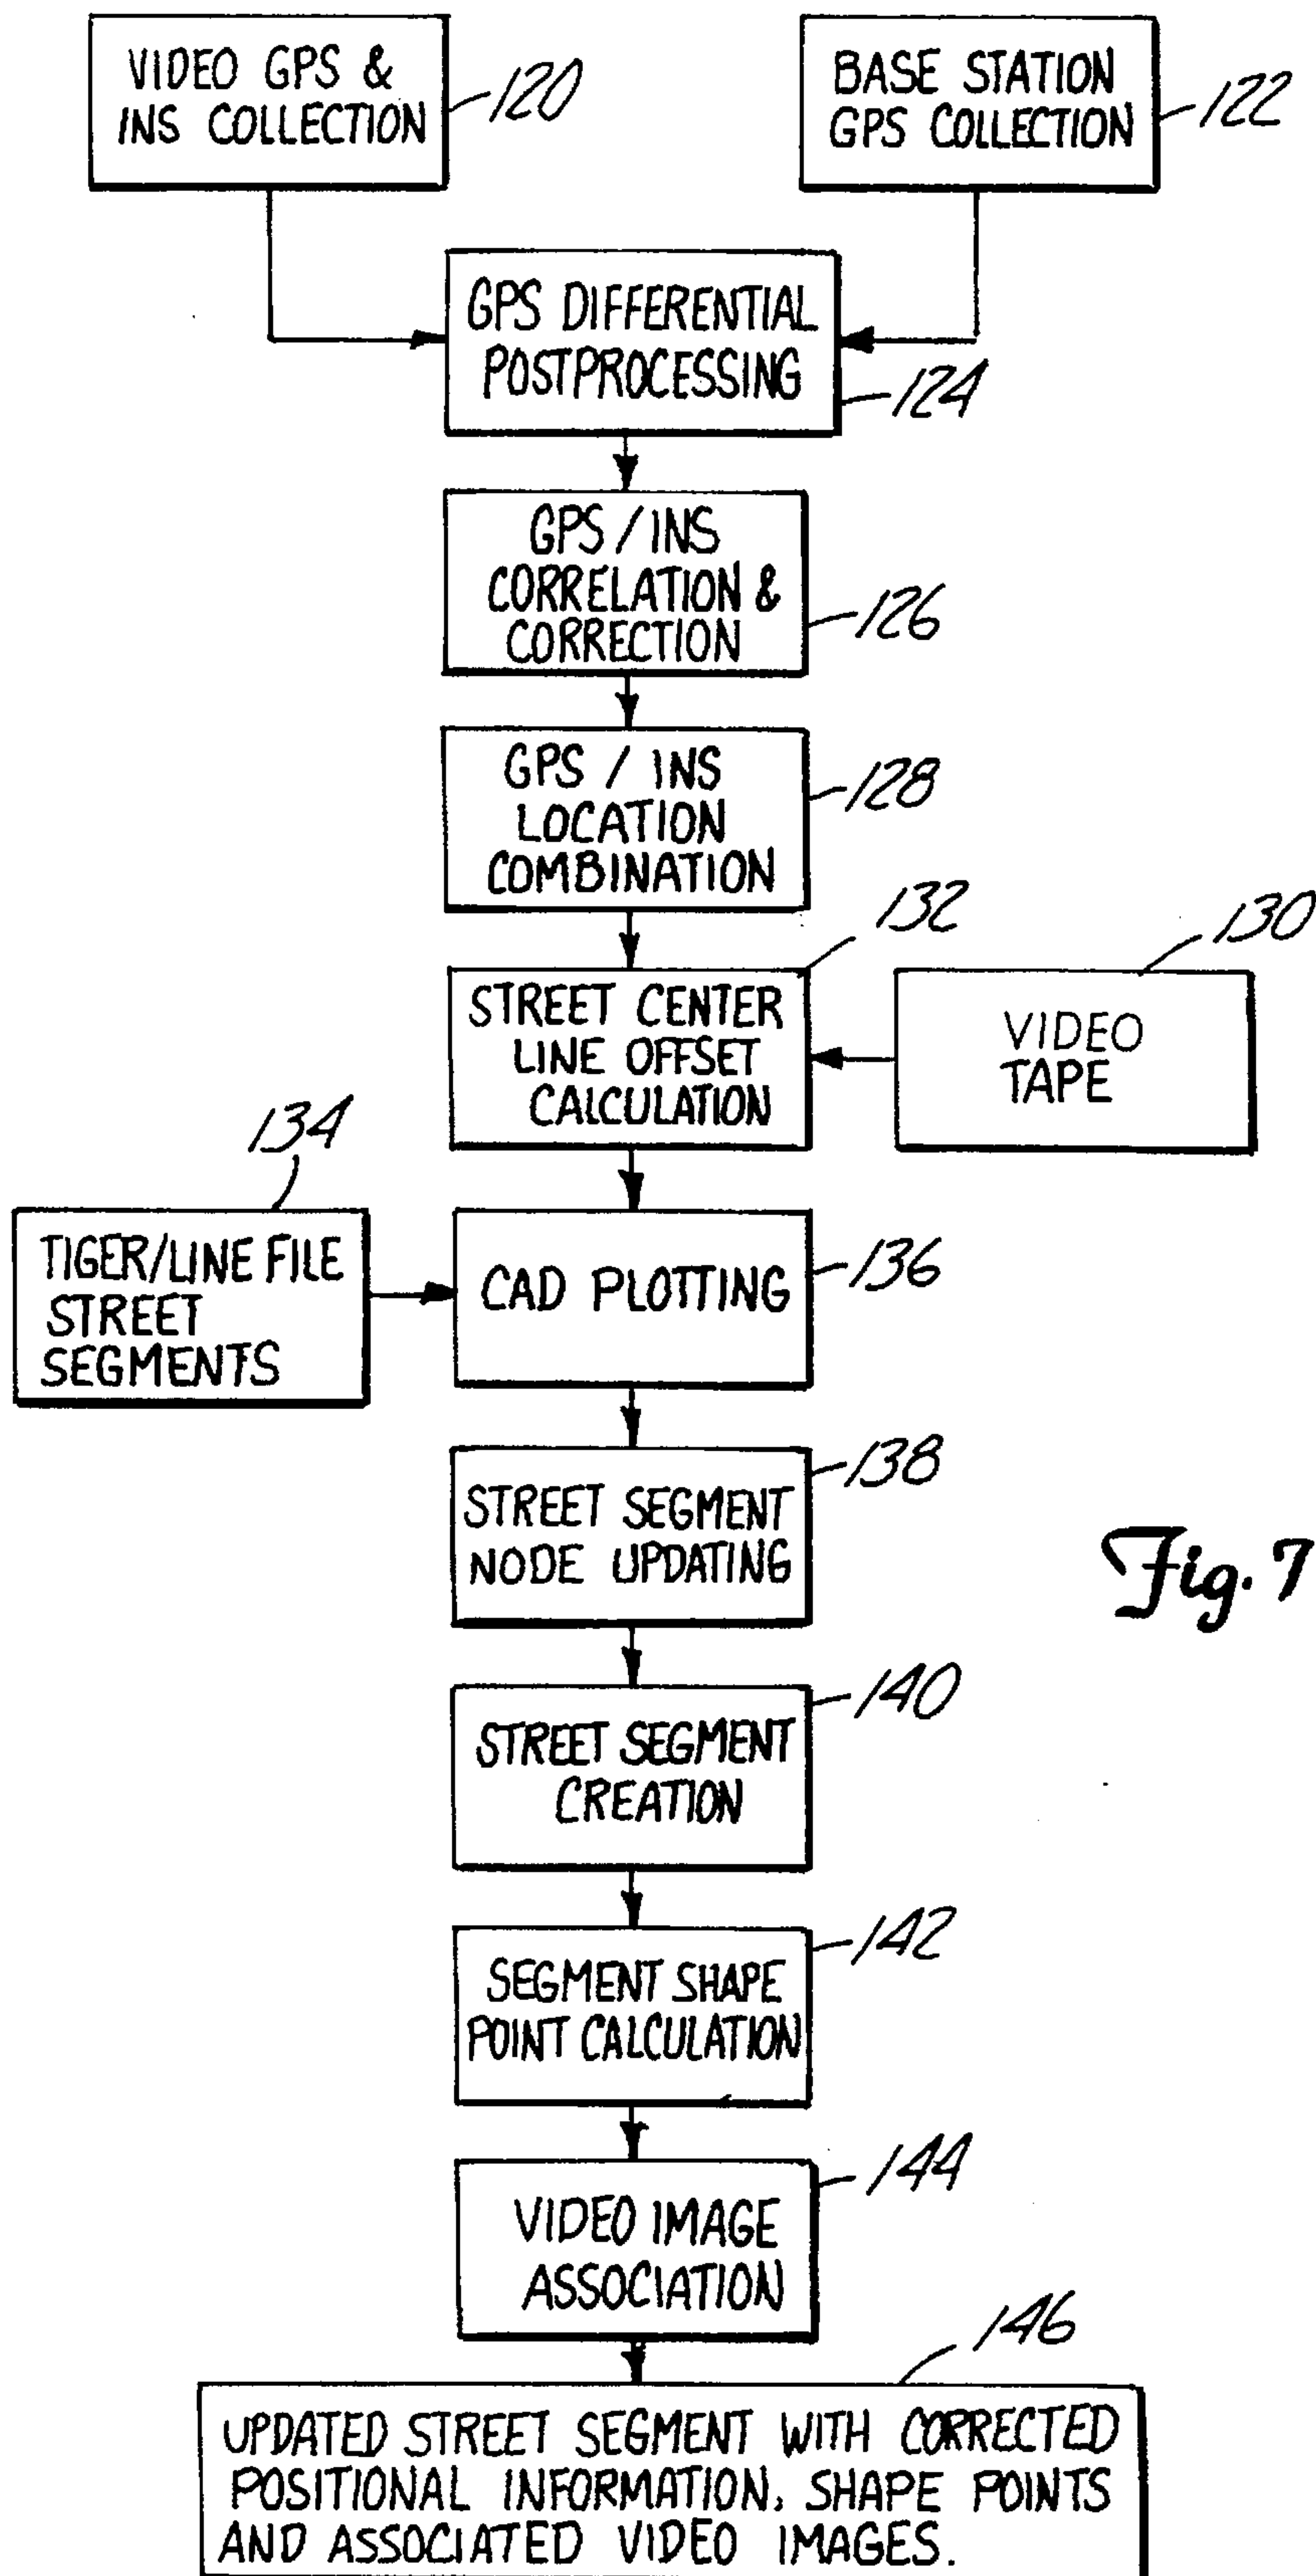 VIDEO GPS &
INS COLLECTION
120
BASE STATION
GPS COLLECTION
122
GPS DIFFERENTIAL
POSTPROCESSING
124
GPS / INS
CORRELATION &
CORRECTION
126
GPS / INS
LOCATION
COMBINATION
128
132
STREET CENTER
LINE OFFSET
CALCULATION
130
VIDEO
TAPE
134
TIGER/LINE FILE
STREET
SEGMENTS
CAD PLOTTING
136
STREET SEGMENT
NODE UPDATING
138
Fig. 7
STREET SEGMENT
CREATION
140
SEGMENT SHAPE
POINT CALCULATION
142
VIDEO IMAGE
ASSOCIATION
144
146
UPDATED STREET SEGMENT WITH CORRECTED
POSITIONAL INFORMATION, SHAPE POINTS
AND ASSOCIATED VIDEO IMAGES.